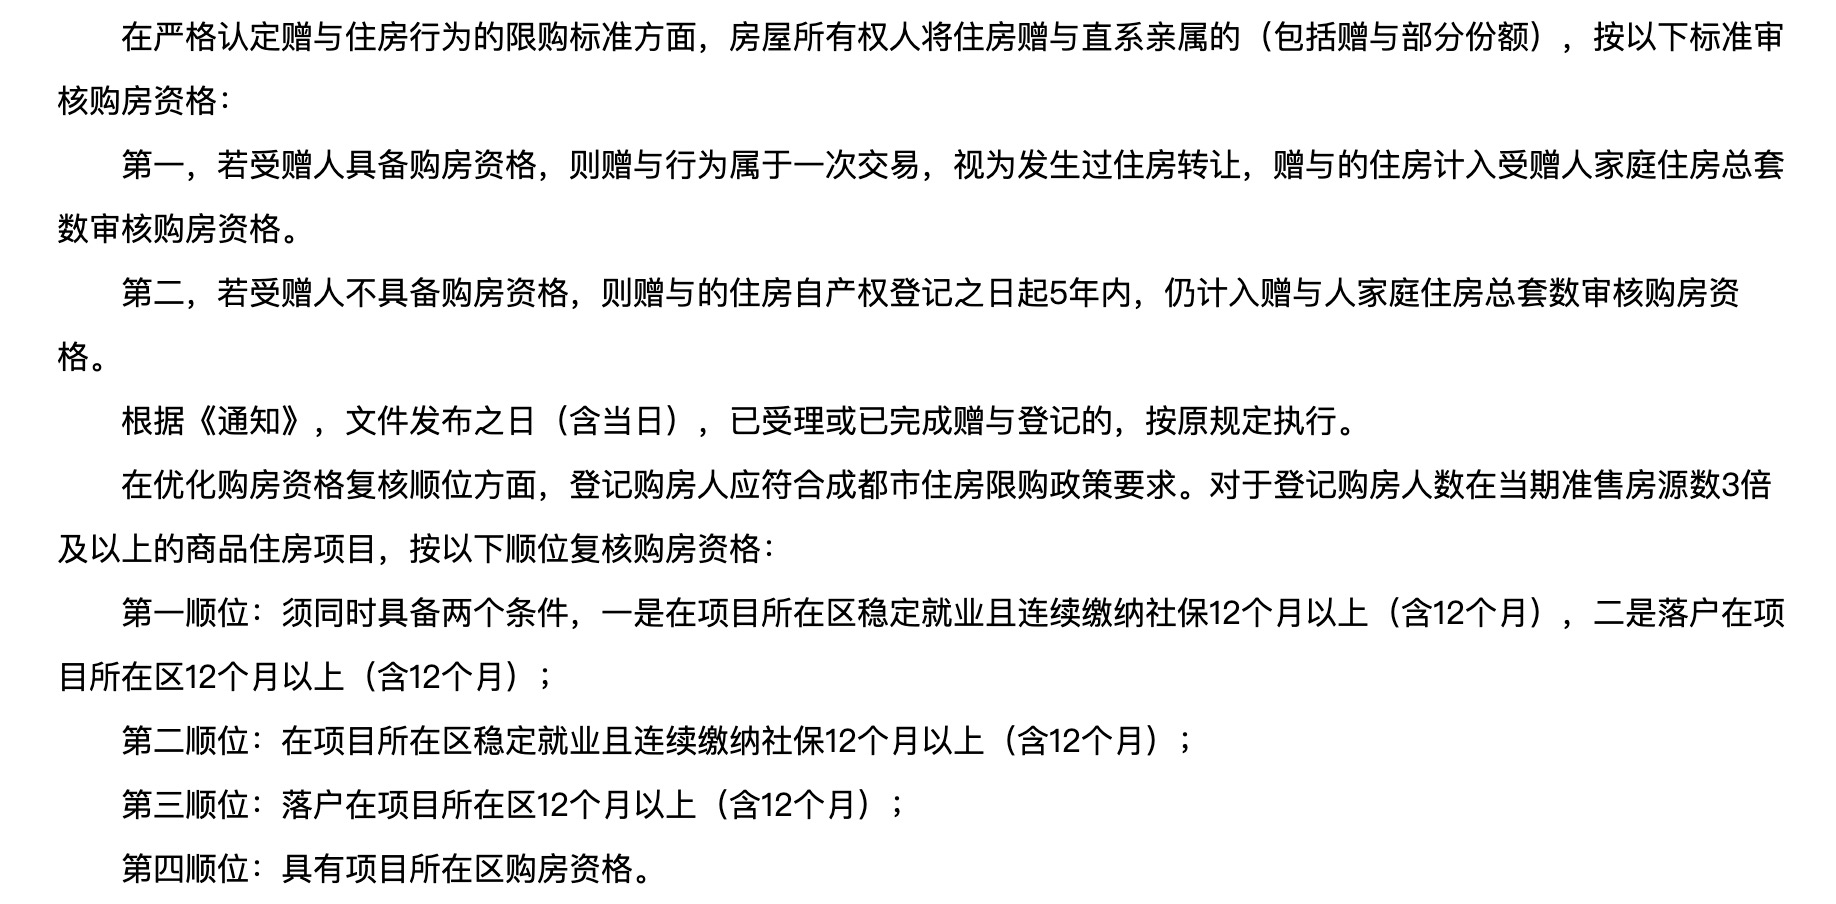 在严格认定赠与住房行为的限购标准方面，房屋所有权人将住房赠与直系亲属的（包括赠与部分份额），按以下标准审
核购房资格：
第一，若受赠人具备购房资格，则赠与行为属于一次交易，视为发生过住房转让，赠与的住房计入受赠人家庭住房总套
数审核购房资格。
第二，若受赠人不具备购房资格，则赠与的住房自产权登记之日起5年内，仍计入赠与人家庭住房总套数审核购房资
格。
根据《通知》，文件发布之日（含当日），已受理或已完成赠与登记的，按原规定执行。
在优化购房资格复核顺位方面，登记购房人应符合成都市住房限购政策要求。对于登记购房人数在当期准售房源数3倍
及以上的商品住房项目，按以下顺位复核购房资格：
第一顺位：须同时具备两个条件，一是在项目所在区稳定就业且连续缴纳社保12个月以上（含12个月），二是落户在项
目所在区12个月以上（含12个月）；
第二顺位：在项目所在区稳定就业且连续缴纳社保12个月以上（含12个月）；
第三顺位：落户在项目所在区12个月以上（含12个月）；
第四顺位：具有项目所在区购房资格。